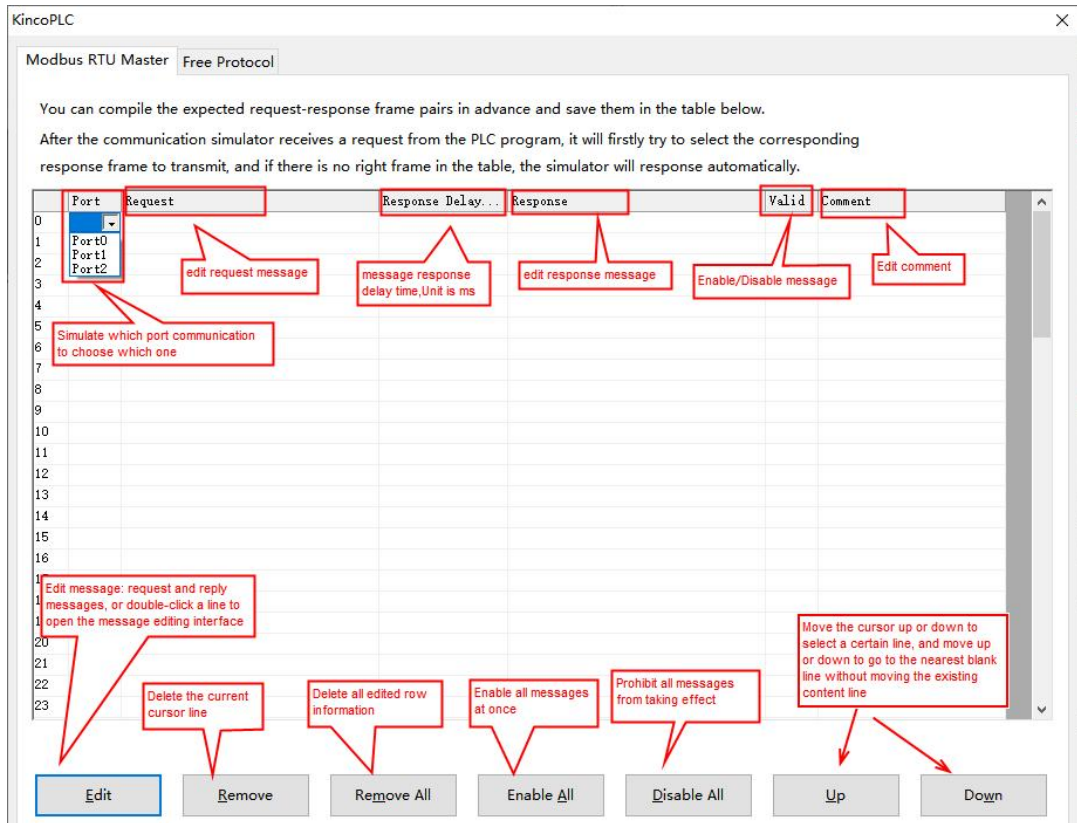 KincoPLC
Modbus RTU Master
Free Protocol
You can compile the expected request-response frame pairs in advance and save them in the table below.
After the communication simulator receives a request from the PLC program, it will firstly try to select the corresponding
response frame to transmit, and if there is no right frame in the table, the simulator will response automatically.
Port Request Response Delay... Response Valid Comment
0
1
2
3
4
5
6
7
8
9
10
11
12
13
14
15
16
Port0
Port1
Port2
edit request message
message response
delay time,Unit is ms
edit response message
Enable/Disable message
Edit comment
Simulate which port communication
to choose which one
Edit message: request and reply
messages, or double-click a line to
open the message editing interface
20
21
22
23
Delete the current
cursor line
Delete all edited row
information
Enable all messages
at once
Prohibit all messages
from taking effect
Move the cursor up or down to
select a certain line, and move up
or down to go to the nearest blank
line without moving the existing
content line
Edit
Remove
Remove All
Enable All
Disable All
Up
Down